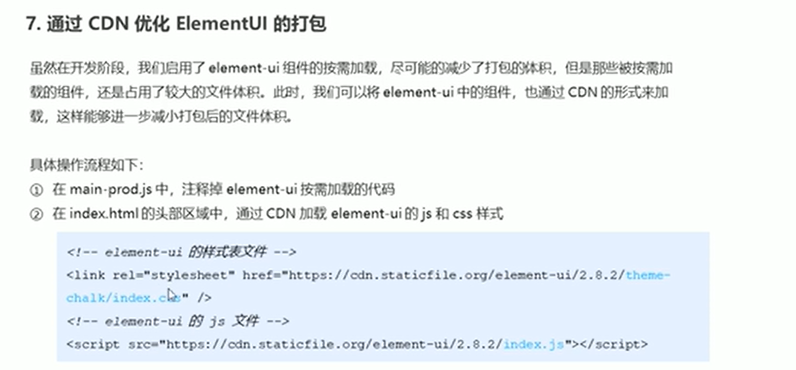 7. 通过 CDN 优化 ElementUI 的打包
虽然在开发阶段，我们启用了 element-ui 组件的按需加载，尽可能的减少了打包的体积，但是那些被按需加
载的组件，还是占用了较大的文件体积。此时，我们可以将 element-ui 中的组件，也通过 CDN 的形式来加
载，这样能够进一步减小打包后的文件体积。
具体操作流程如下：
① 在 main-prod.js 中，注释掉 element-ui 按需加载的代码
② 在 index.html 的头部区域中，通过 CDN 加载 element-ui 的 js 和 css 样式
<!-- element-ui 的样式表文件 -->
<link rel="stylesheet" href="https://cdn.staticfile.org/element-ui/2.8.2/theme-
chalk/index.css" />
<!-- element-ui 的 js 文件 -->
<script src="https://cdn.staticfile.org/element-ui/2.8.2/index.js"></script>